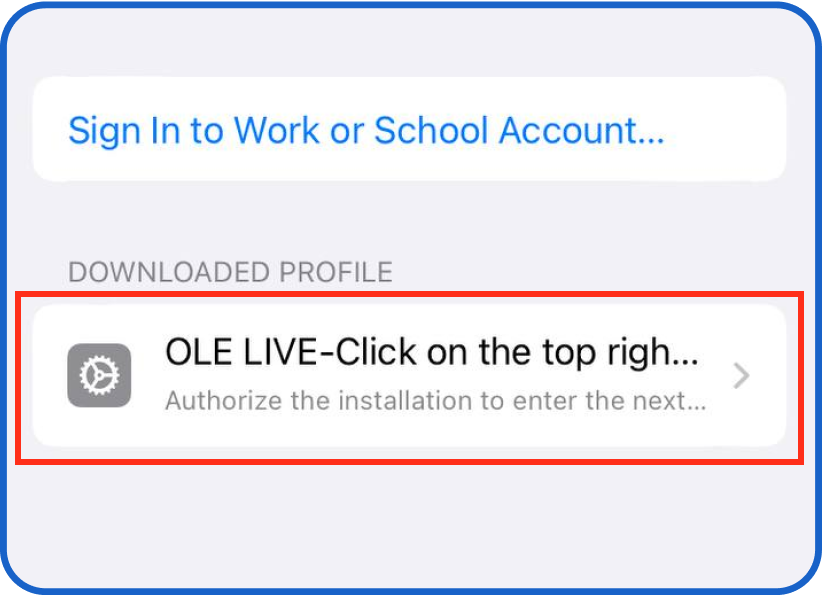 Sign In to Work or School Account...
DOWNLOADED PROFILE
OLE LIVE-Click on the top righ...
Authorize the installation to enter the next...